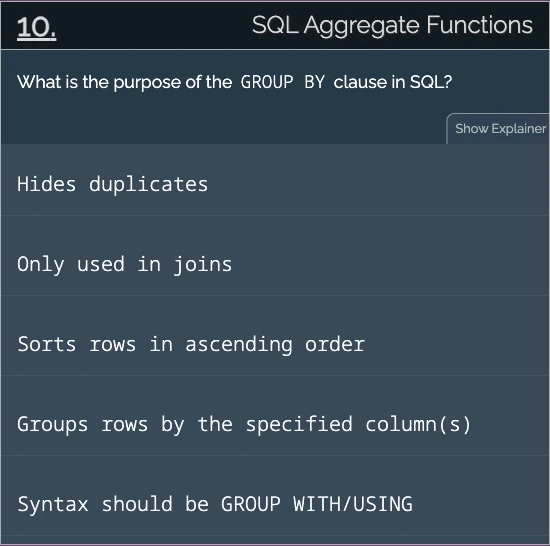 10.
SQL Aggregate Functions
What is the purpose of the GROUP BY clause in SQL?
Show Explainer
Hides duplicates
Only used in joins
Sorts rows in ascending order
Groups rows by the specified column(s)
Syntax should be GROUP WITH/USING